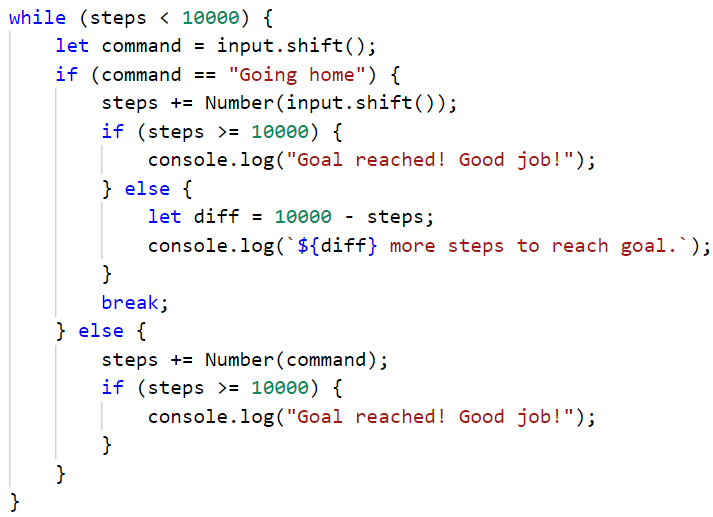 while (steps < 10000) {
    let command = input.shift();
    if (command == "Going home") {
        steps += Number(input.shift());
        if (steps >= 10000) {
            console.log("Goal reached! Good job!");
        } else {
            let diff = 10000 - steps;
            console.log(`${diff} more steps to reach goal.`);
        }
        break;
    } else {
        steps += Number(command);
        if (steps >= 10000) {
            console.log("Goal reached! Good job!");
        }
    }
}